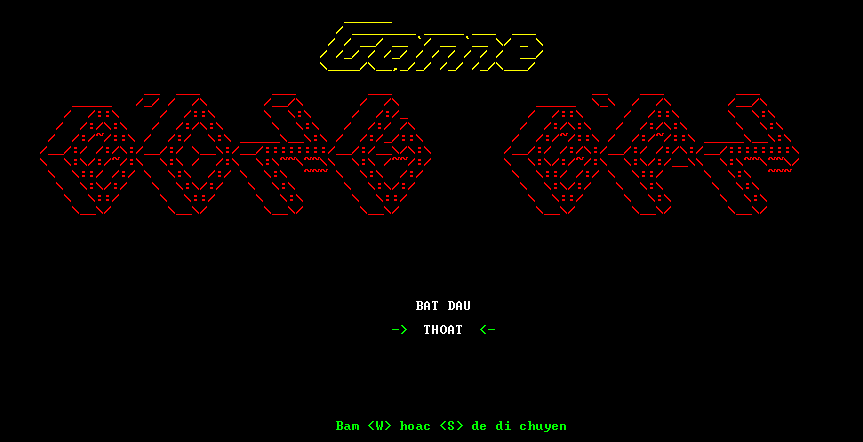 Game
BAT DAU
-> THOAT <-
Bam <W> hoac <S> de di chuyen